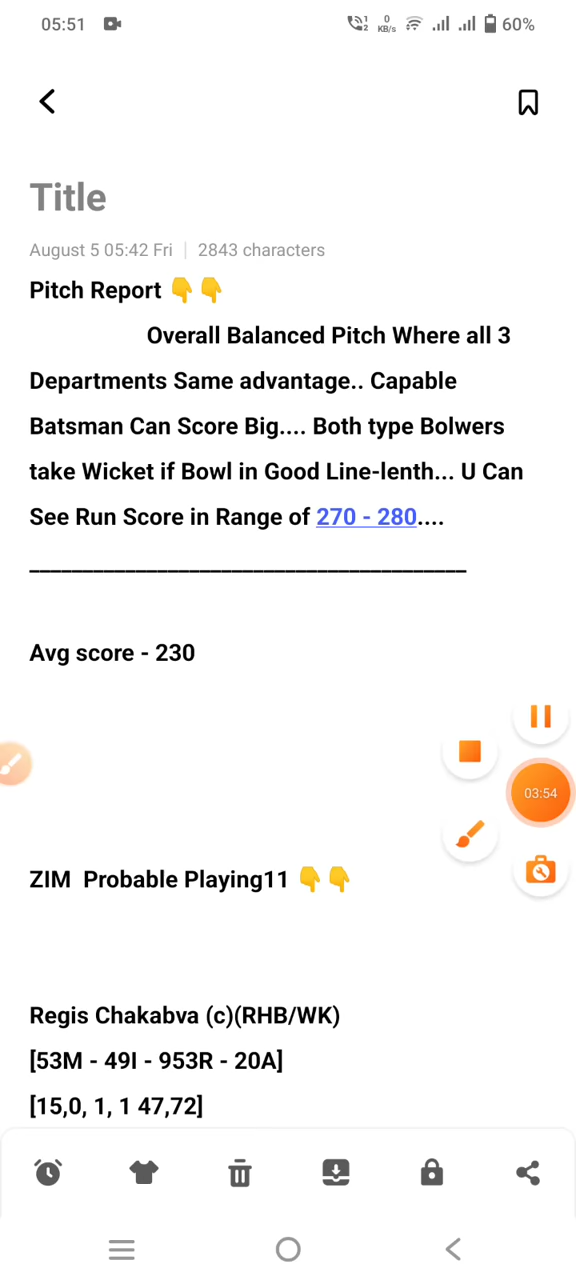 05:51
1 2 0 KB/s 60%
Title
August 5 05:42 Fri | 2843 characters
Pitch Report 👇👇
Overall Balanced Pitch Where all 3
Departments Same advantage.. Capable
Batsman Can Score Big.... Both type Bolwers
take Wicket if Bowl in Good Line-lenth... U Can
See Run Score in Range of 270 - 280....
_________________________________________
Avg score - 230
03:54
ZIM  Probable Playing11 👇👇
Regis Chakabva (c)(RHB/WK)
[53M - 49I - 953R - 20A]
[15,0, 1, 1 47,72]